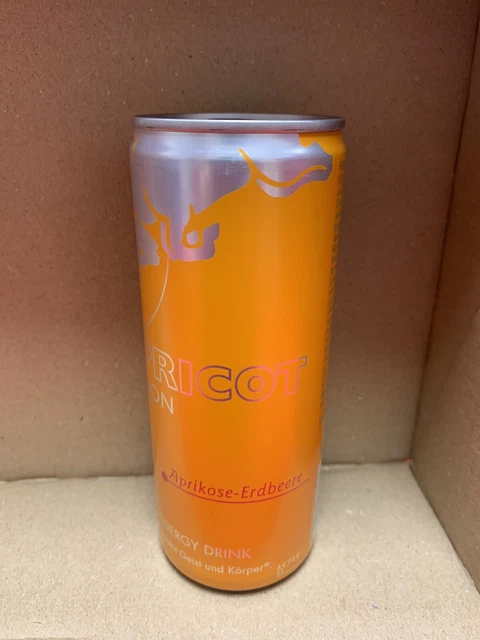 RICOT
ON
Aprikose-Erdbeere
ERGY DRINK
Geist und Körper®.